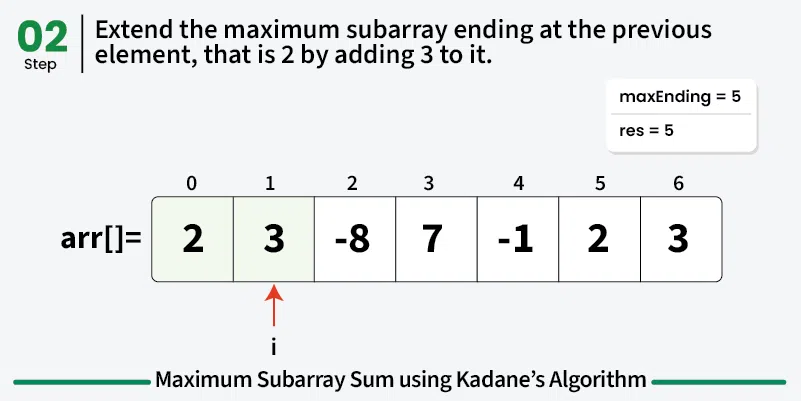 02
Step
Extend the maximum subarray ending at the previous
element, that is 2 by adding 3 to it.
maxEnding = 5
res = 5
0 1 2 3 4 5 6
arr[]= 2 3 -8 7 -1 2 3
i
Maximum Subarray Sum using Kadane’s Algorithm